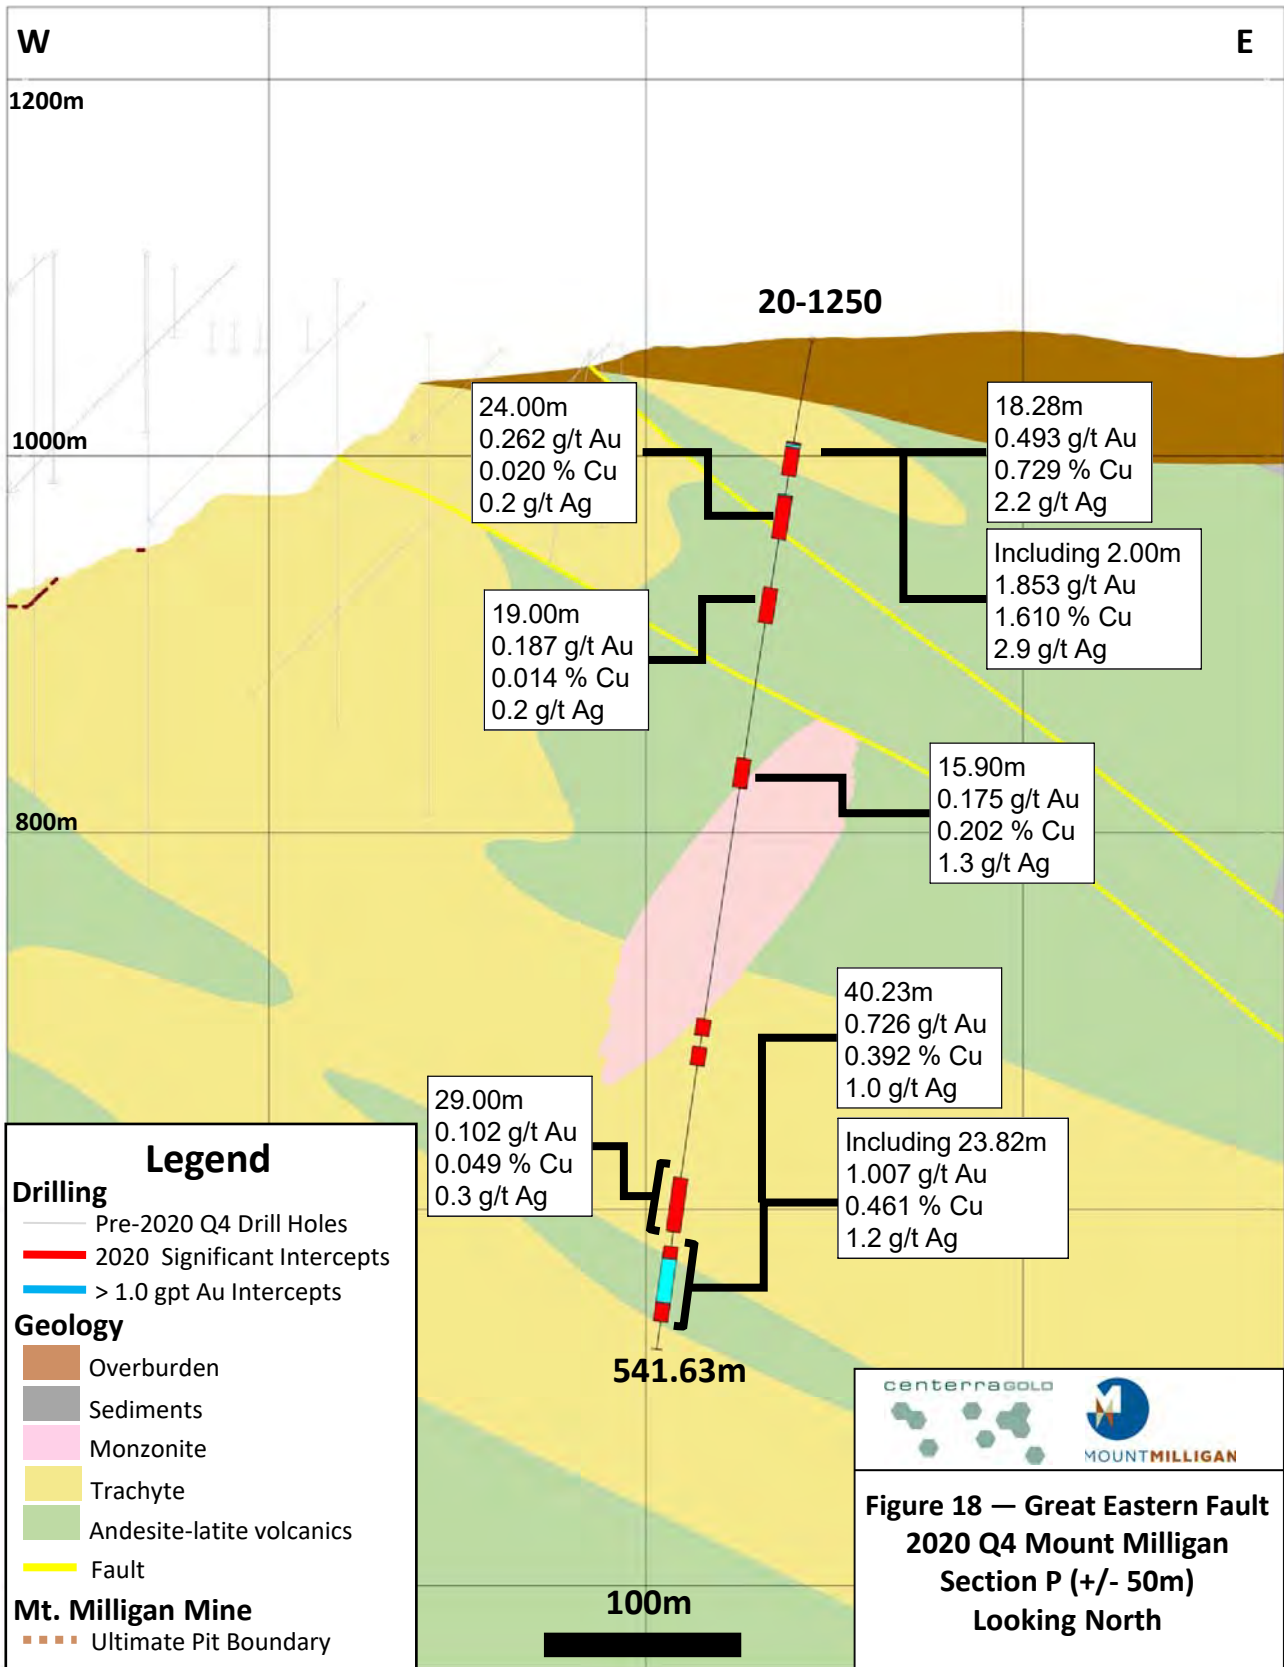 W
E
1200m
20-1250
24.00m
0.262 g/t Au
0.020 % Cu
0.2 g/t Ag
18.28m
0.493 g/t Au
0.729 % Cu
2.2 g/t Ag
1000m
Including 2.00m
1.853 g/t Au
1.610 % Cu
2.9 g/t Ag
19.00m
0.187 g/t Au
0.014 % Cu
0.2 g/t Ag
15.90m
0.175 g/t Au
0.202 % Cu
1.3 g/t Ag
800m
40.23m
0.726 g/t Au
0.392 % Cu
1.0 g/t Ag
29.00m
0.102 g/t Au
0.049 % Cu
0.3 g/t Ag
Including 23.82m
1.007 g/t Au
0.461 % Cu
1.2 g/t Ag
541.63m
Legend
Drilling
Pre-2020 Q4 Drill Holes
2020 Significant Intercepts
> 1.0 gpt Au Intercepts
Geology
Overburden
Sediments
Monzonite
Trachyte
Andesite-latite volcanics
Fault
Mt. Milligan Mine
Ultimate Pit Boundary
100m
centerraGOLD
MOUNTMILLIGAN
Figure 18 — Great Eastern Fault
2020 Q4 Mount Milligan
Section P (+/- 50m)
Looking North